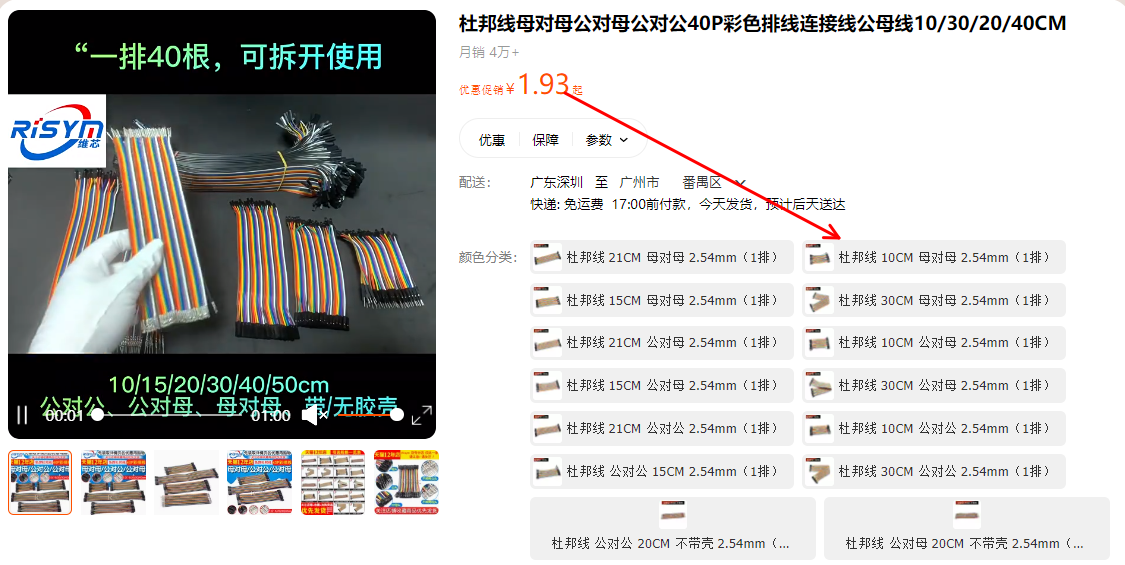 杜邦线母对母公对母公对公40P彩色排线连接线公母线10/30/20/40CM
月销 4万+
优惠促销¥1.93起
优惠 保障 参数
配送： 广东深圳 至 广州市 番禺区
快递: 免运费 17:00前付款，今天发货，预计后天送达
颜色分类：
杜邦线 21CM 母对母 2.54mm（1排）
杜邦线 10CM 母对母 2.54mm（1排）
杜邦线 15CM 母对母 2.54mm（1排）
杜邦线 30CM 母对母 2.54mm（1排）
杜邦线 21CM 公对母 2.54mm（1排）
杜邦线 10CM 公对母 2.54mm（1排）
杜邦线 15CM 公对母 2.54mm（1排）
杜邦线 30CM 公对母 2.54mm（1排）
杜邦线 21CM 公对公 2.54mm（1排）
杜邦线 10CM 公对公 2.54mm（1排）
杜邦线 公对公 15CM 2.54mm（1排）
杜邦线 30CM 公对公 2.54mm（1排）
杜邦线 公对公 20CM 不带壳 2.54mm（...
杜邦线 公对母 20CM 不带壳 2.54mm（...
“一排40根，可拆开使用
RiSYM
维芯
10/15/20/30/40/50cm
公对公、公对母、母对母、带/无胶壳
00:01 01:00